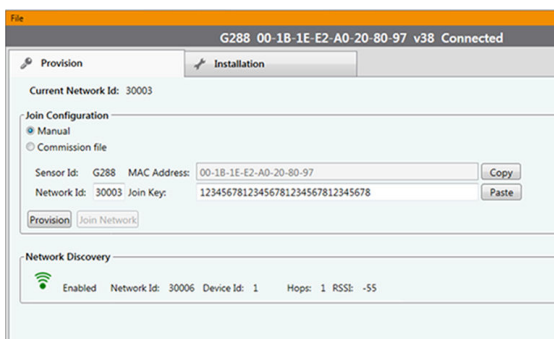 File
G288 00-1B-1E-E2-A0-20-80-97 v38 Connected
Provision Installation
Current Network Id: 30003
Join Configuration
Manual
Commission file
Sensor Id: G288 MAC Address: 00-1B-1E-E2-A0-20-80-97 Copy
Network Id: 30003 Join Key: 12345678123456781234567812345678 Paste
Provision Join Network
Network Discovery
Enabled Network Id: 30006 Device Id: 1 Hops: 1 RSSI: -55